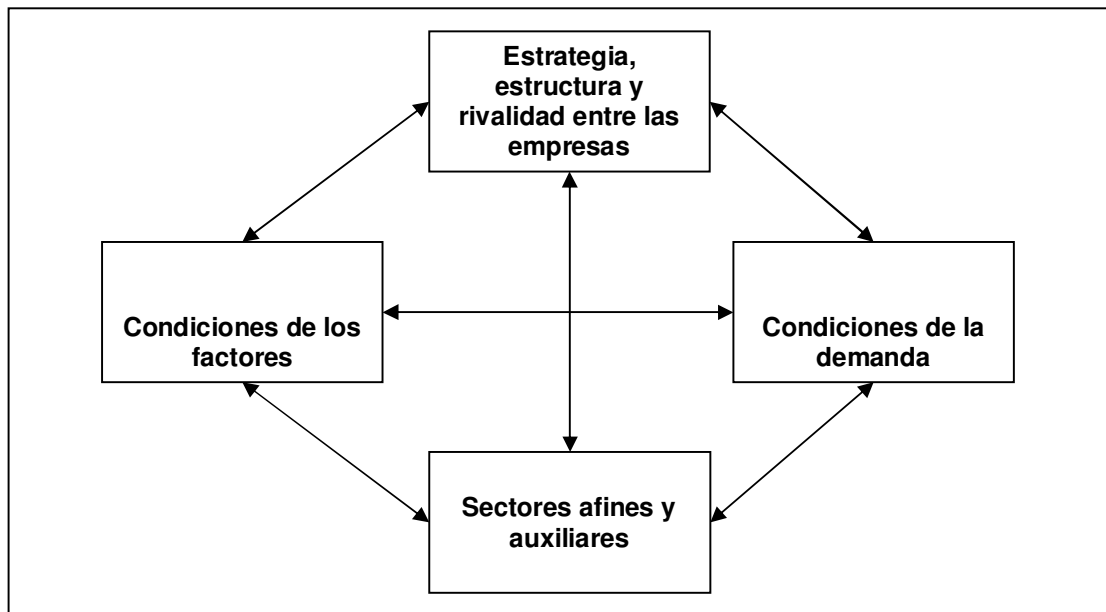 Estrategia,
estructura y
rivalidad entre las
empresas
Condiciones de los
factores
Condiciones de la
demanda
Sectores afines y
auxiliares